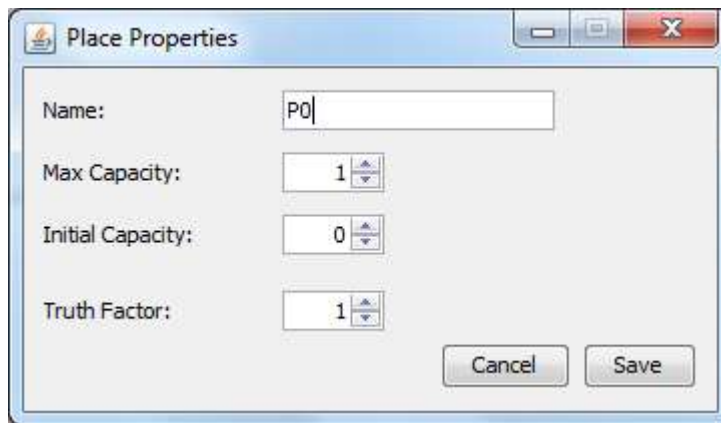 Place Properties
Name: P0
Max Capacity: 1
Initial Capacity: 0
Truth Factor: 1
Cancel Save